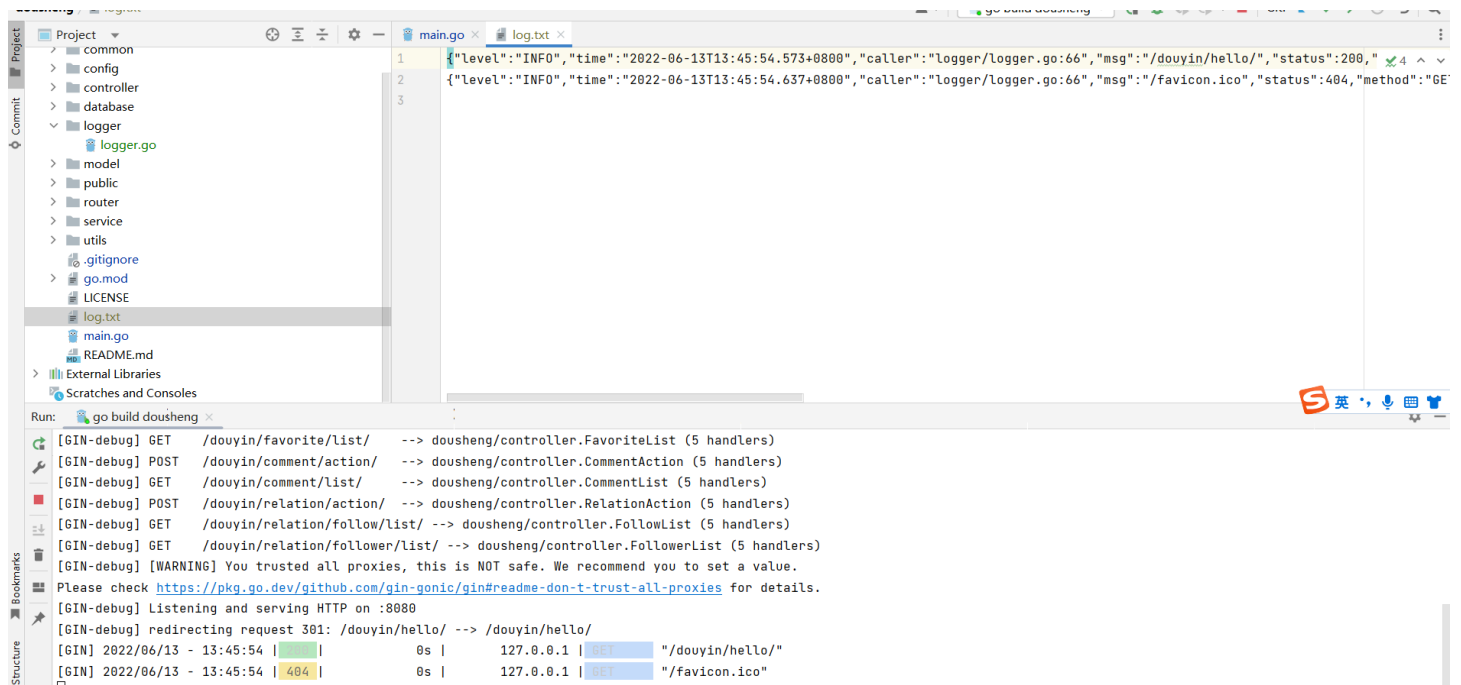 Project
main.go
log.txt
common
config
controller
database
logger
logger.go
model
public
router
service
utils
.gitignore
go.mod
LICENSE
log.txt
main.go
README.md
External Libraries
Scratches and Consoles
Project
Commit
Bookmarks
Structure
1 {"level":"INFO","time":"2022-06-13T13:45:54.573+0800","caller":"logger/logger.go:66","msg":"/douyin/hello/","status":200,"
4
2 {"level":"INFO","time":"2022-06-13T13:45:54.637+0800","caller":"logger/logger.go:66","msg":"/favicon.ico","status":404,"method":"GET
3
英
Run: go build dousheng
[GIN-debug] GET /douyin/favorite/list/ --> dousheng/controller.FavoriteList (5 handlers)
[GIN-debug] POST /douyin/comment/action/ --> dousheng/controller.CommentAction (5 handlers)
[GIN-debug] GET /douyin/comment/list/ --> dousheng/controller.CommentList (5 handlers)
[GIN-debug] POST /douyin/relation/action/ --> dousheng/controller.RelationAction (5 handlers)
[GIN-debug] GET /douyin/relation/follow/list/ --> dousheng/controller.FollowList (5 handlers)
[GIN-debug] GET /douyin/relation/follower/list/ --> dousheng/controller.FollowerList (5 handlers)
[GIN-debug] [WARNING] You trusted all proxies, this is NOT safe. We recommend you to set a value.
Please check https://pkg.go.dev/github.com/gin-gonic/gin#readme-don-t-trust-all-proxies for details.
[GIN-debug] Listening and serving HTTP on :8080
[GIN-debug] redirecting request 301: /douyin/hello/ --> /douyin/hello/
[GIN] 2022/06/13 - 13:45:54 | 200 | 0s | 127.0.0.1 | GET "/douyin/hello/"
[GIN] 2022/06/13 - 13:45:54 | 404 | 0s | 127.0.0.1 | GET "/favicon.ico"